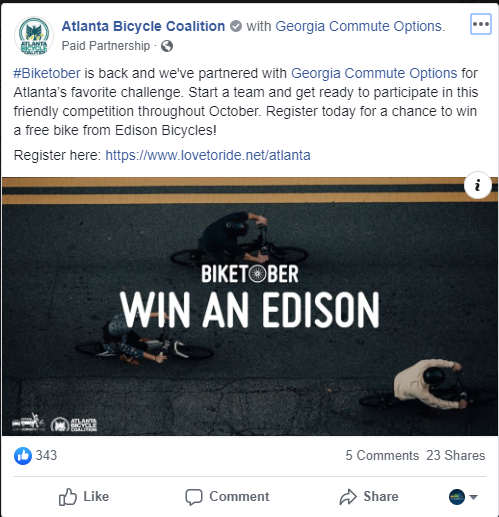 Atlanta Bicycle Coalition with Georgia Commute Options.
Paid Partnership ·
#Biketober is back and we've partnered with Georgia Commute Options for
Atlanta's favorite challenge. Start a team and get ready to participate in this
friendly competition throughout October. Register today for a chance to win
a free bike from Edison Bicycles!
Register here: https://www.lovetoride.net/atlanta
BIKETOBER
WIN AN EDISON
ATLANTA
BICYCLE
COALITION
343
5 Comments 23 Shares
Like Comment Share